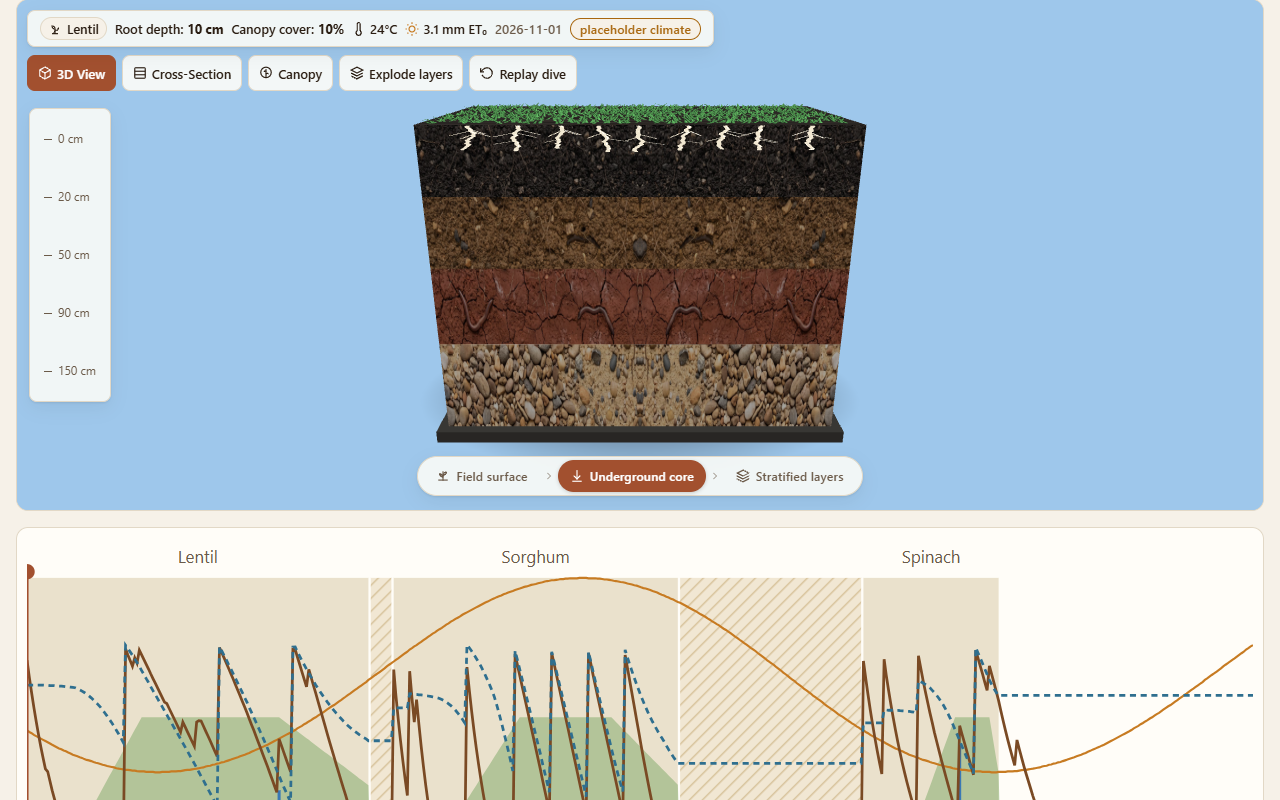 Lentil Root depth: 10 cm Canopy cover: 10% 24°C 3.1 mm ET₀ 2026-11-01 placeholder climate
3D View Cross-Section Canopy Explode layers Replay dive
0 cm
20 cm
50 cm
90 cm
150 cm
Field surface Underground core Stratified layers
Lentil Sorghum Spinach